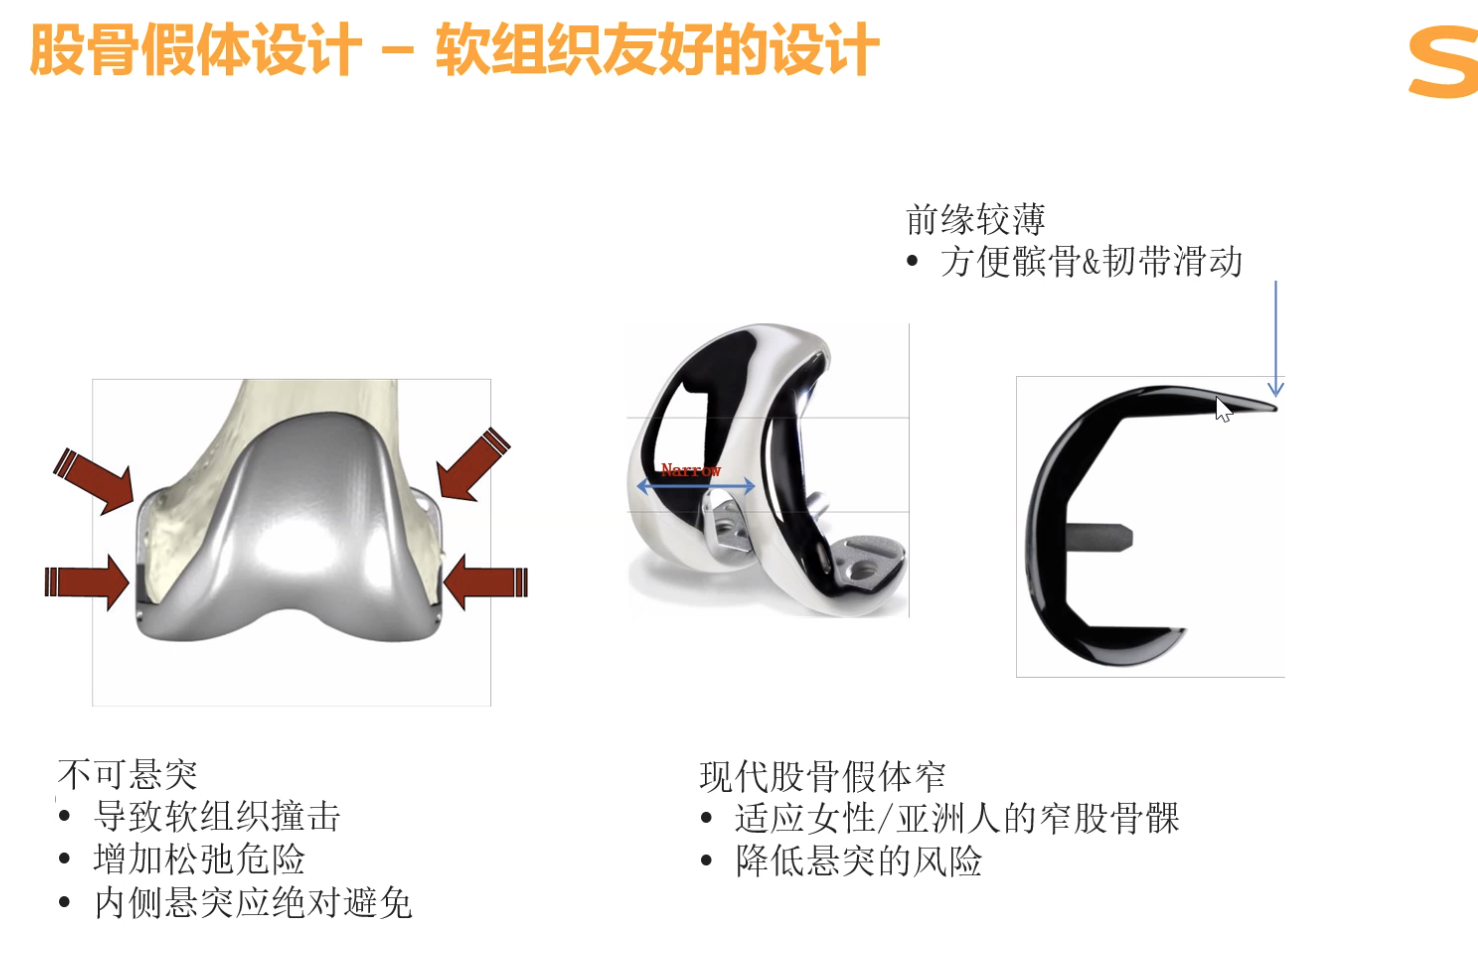 股骨假体设计 – 软组织友好的设计
S
前缘较薄
• 方便髌骨&韧带滑动
Narrow
不可悬突
• 导致软组织撞击
• 增加松弛危险
• 内侧悬突应绝对避免
现代股骨假体窄
• 适应女性/亚洲人的窄股骨髁
• 降低悬突的风险